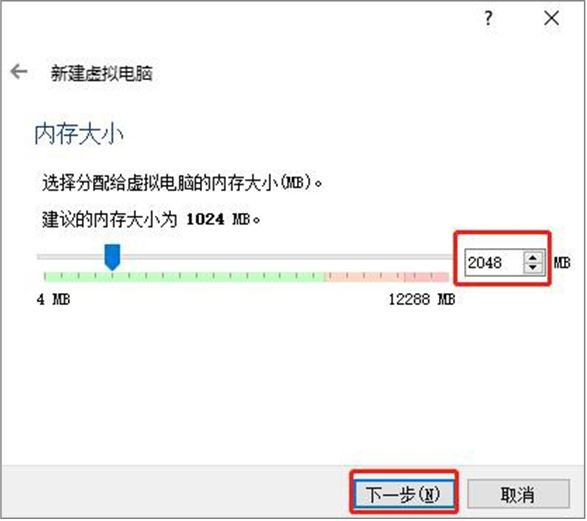 ?
新建虚拟电脑
内存大小
选择分配给虚拟电脑的内存大小(MB)。
建议的内存大小为 1024 MB。
2048 MB
4 MB 12288 MB
下一步(N) 取消